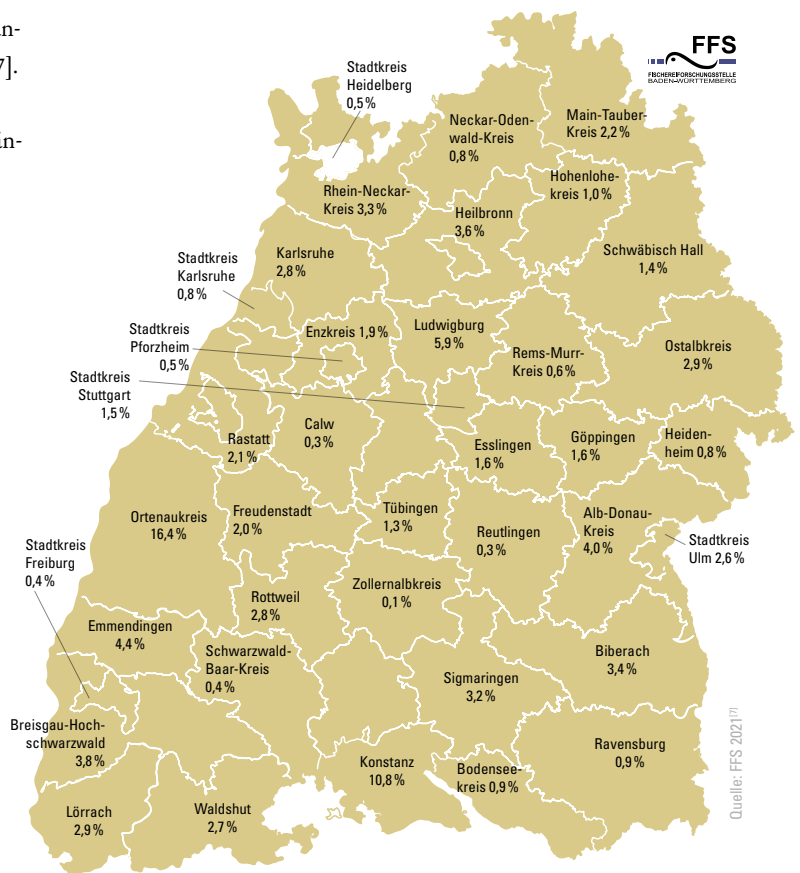 un-
7].
in-
FFS
FISCHEREIFORSCHUNGSSTELLE
BADEN-WÜRTTEMBERG
Stadtkreis
Heidelberg
0,5 %
Neckar-Oden-
wald-Kreis
0,8 %
Main-Tauber-
Kreis 2,2 %
Hohenlohe-
kreis 1,0 %
Rhein-Neckar-
Kreis 3,3 %
Heilbronn
3,6 %
Schwäbisch Hall
1,4 %
Karlsruhe
2,8 %
Stadtkreis
Karlsruhe
0,8 %
Enzkreis 1,9 %
Ludwigburg
5,9 %
Stadtkreis
Pforzheim
0,5 %
Rems-Murr-
Kreis 0,6 %
Ostalbkreis
2,9 %
Stadtkreis
Stuttgart
1,5 %
Rastatt
2,1 %
Calw
0,3 %
Esslingen
1,6 %
Göppingen
1,6 %
Heiden-
heim 0,8 %
Ortenaukreis
16,4 %
Freudenstadt
2,0 %
Tübingen
1,3 %
Reutlingen
0,3 %
Alb-Donau-
Kreis
4,0 %
Stadtkreis
Ulm 2,6 %
Stadtkreis
Freiburg
0,4 %
Rottweil
2,8 %
Zollernalbkreis
0,1 %
Emmendingen
4,4 %
Schwarzwald-
Baar-Kreis
0,4 %
Sigmaringen
3,2 %
Biberach
3,4 %
Breisgau-Hoch-
schwarzwald
3,8 %
Konstanz
10,8 %
Bodensee-
kreis 0,9 %
Ravensburg
0,9 %
Lörrach
2,9 %
Waldshut
2,7 %
Quelle: FFS 2021[7]